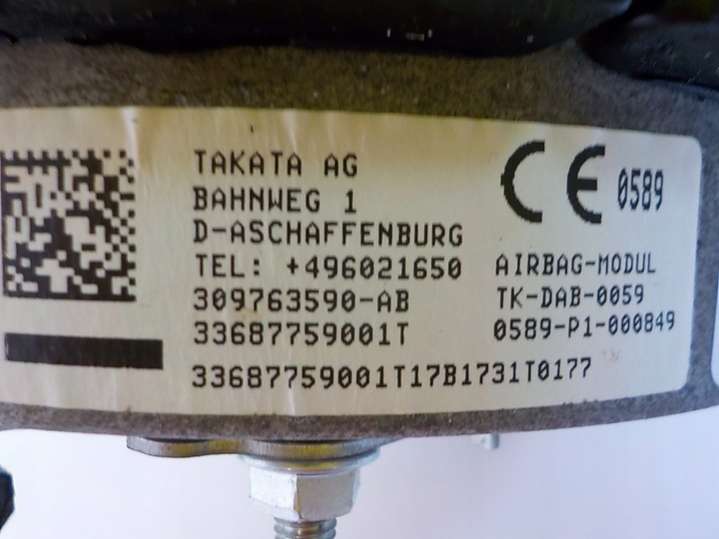 TAKATA AG
BAHNWEG 1
D-ASCHAFFENBURG
TEL: +496021650
309763590-AB
33687759001T
33687759001T17B1731T0177
CE 0589
AIRBAG-MODUL
TK-DAB-0059
0589-P1-000849